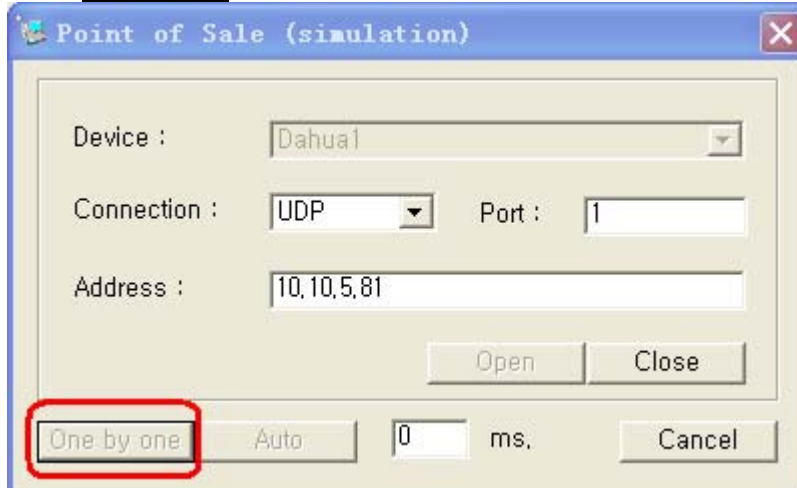 Point of Sale (simulation)
Device : Dahua1
Connection : UDP Port : 1
Address : 10,10,5,81
Open Close
One by one Auto 0 ms, Cancel